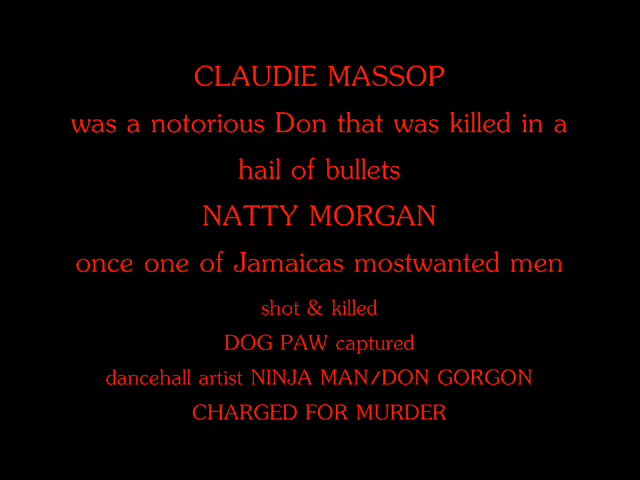 CLAUDIE MASSOP
was a notorious Don that was killed in a
hail of bullets
NATTY MORGAN
once one of Jamaicas mostwanted men
shot & killed
DOG PAW captured
dancehall artist NINJA MAN/DON GORGON
CHARGED FOR MURDER